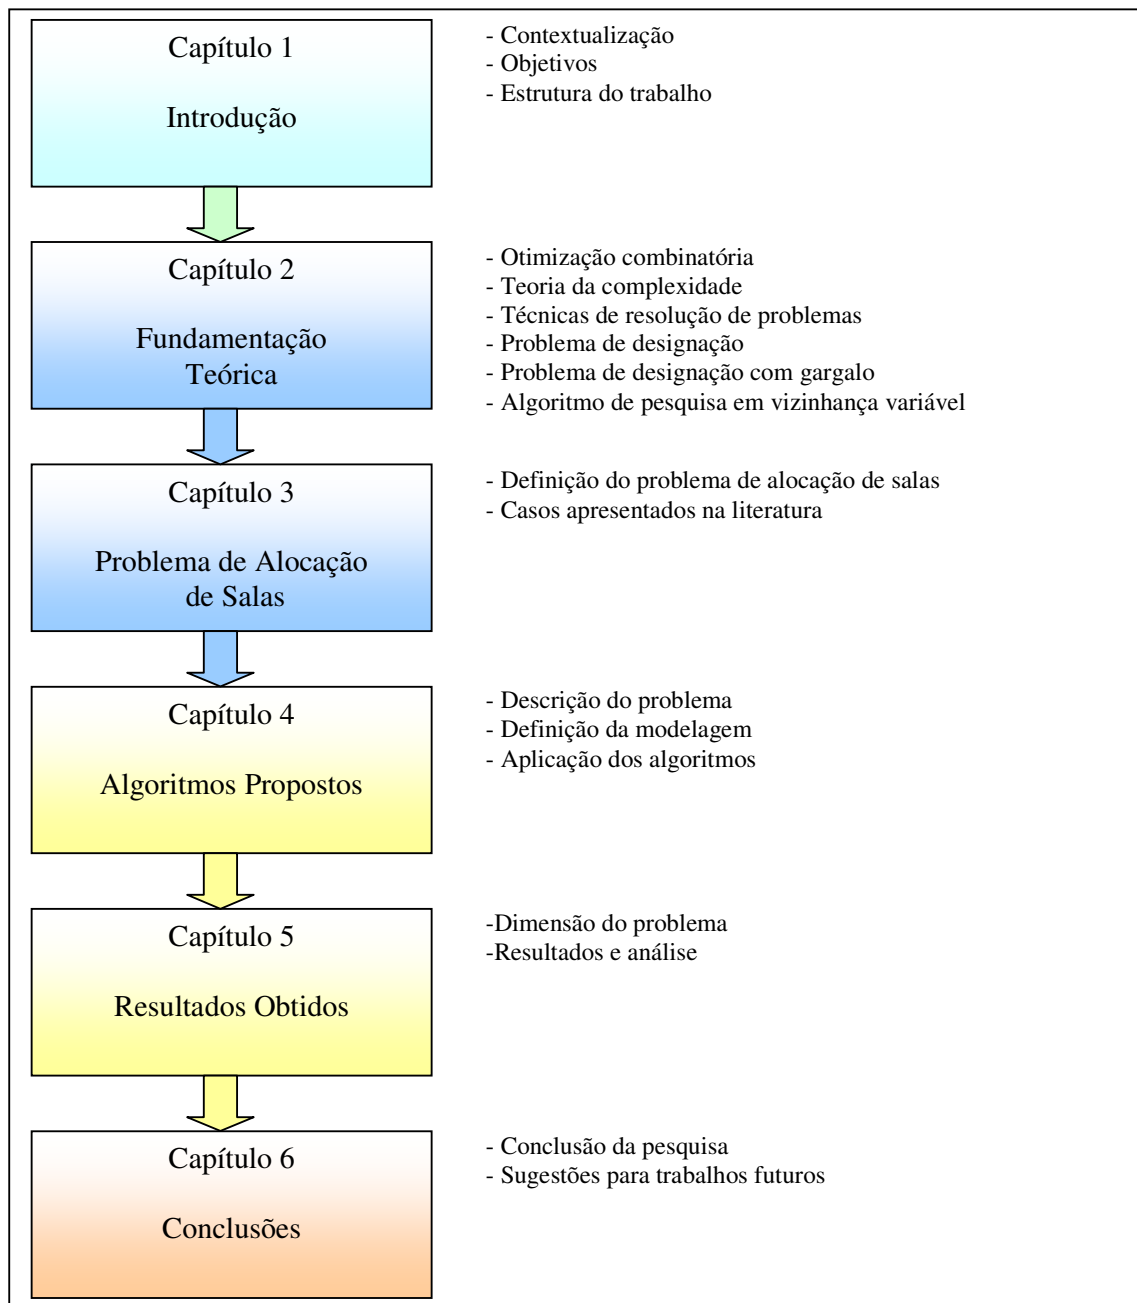 Capítulo 1
Introdução
- Contextualização
- Objetivos
- Estrutura do trabalho
Capítulo 2
Fundamentação
Teórica
- Otimização combinatória
- Teoria da complexidade
- Técnicas de resolução de problemas
- Problema de designação
- Problema de designação com gargalo
- Algoritmo de pesquisa em vizinhança variável
Capítulo 3
Problema de Alocação
de Salas
- Definição do problema de alocação de salas
- Casos apresentados na literatura
Capítulo 4
Algoritmos Propostos
- Descrição do problema
- Definição da modelagem
- Aplicação dos algoritmos
Capítulo 5
Resultados Obtidos
-Dimensão do problema
-Resultados e análise
Capítulo 6
Conclusões
- Conclusão da pesquisa
- Sugestões para trabalhos futuros